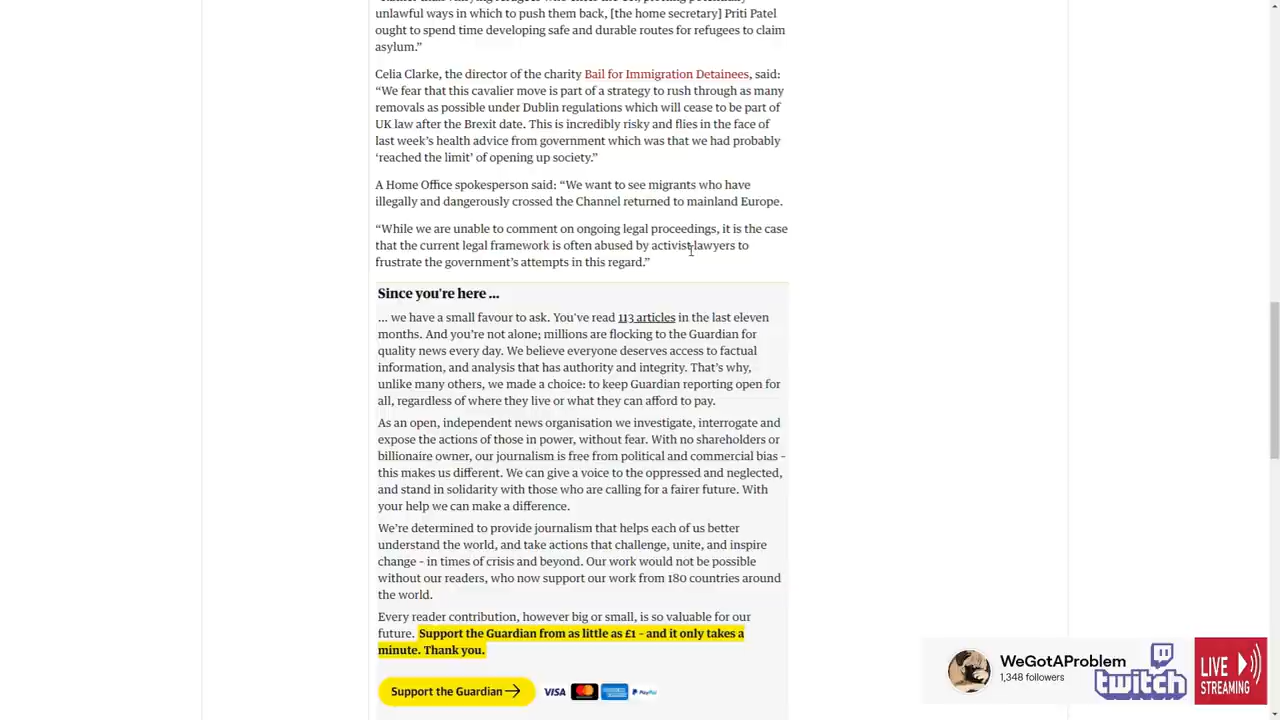 unlawful ways in which to push them back, [the home secretary] Priti Patel
ought to spend time developing safe and durable routes for refugees to claim
asylum.”
Celia Clarke, the director of the charity Bail for Immigration Detainees, said:
“We fear that this cavalier move is part of a strategy to rush through as many
removals as possible under Dublin regulations which will cease to be part of
UK law after the Brexit date. This is incredibly risky and flies in the face of
last week’s health advice from government which was that we had probably
‘reached the limit’ of opening up society.”
A Home Office spokesperson said: “We want to see migrants who have
illegally and dangerously crossed the Channel returned to mainland Europe.
“While we are unable to comment on ongoing legal proceedings, it is the case
that the current legal framework is often abused by activist lawyers to
frustrate the government’s attempts in this regard.”
Since you're here ...
... we have a small favour to ask. You've read 113 articles in the last eleven
months. And you’re not alone; millions are flocking to the Guardian for
quality news every day. We believe everyone deserves access to factual
information, and analysis that has authority and integrity. That’s why,
unlike many others, we made a choice: to keep Guardian reporting open for
all, regardless of where they live or what they can afford to pay.
As an open, independent news organisation we investigate, interrogate and
expose the actions of those in power, without fear. With no shareholders or
billionaire owner, our journalism is free from political and commercial bias –
this makes us different. We can give a voice to the oppressed and neglected,
and stand in solidarity with those who are calling for a fairer future. With
your help we can make a difference.
We’re determined to provide journalism that helps each of us better
understand the world, and take actions that challenge, unite, and inspire
change – in times of crisis and beyond. Our work would not be possible
without our readers, who now support our work from 180 countries around
the world.
Every reader contribution, however big or small, is so valuable for our
future. Support the Guardian from as little as £1 – and it only takes a
minute. Thank you.
Support the Guardian
VISA
PayPal
WeGotAProblem
1,348 followers
twitch
LIVE
STREAMING